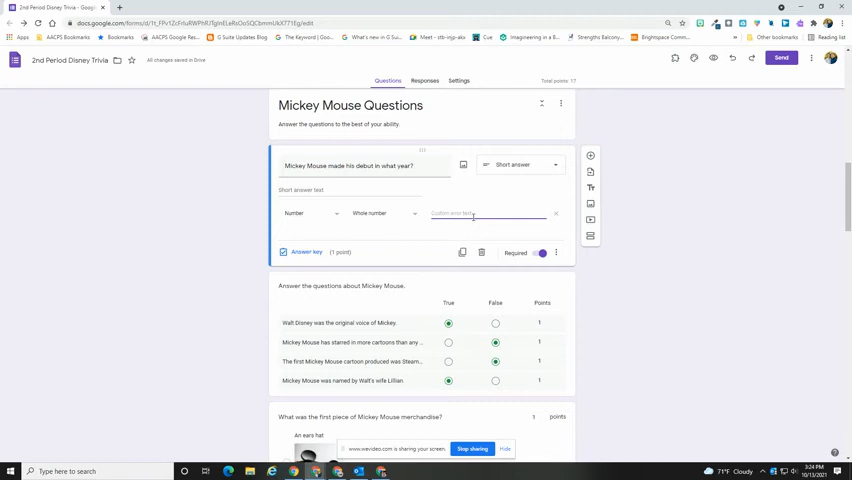 2nd Period Disney Trivia
docs.google.com/forms/d/
/edit
Apps
AACPS Bookmarks
AACPS Google Res...
G Suite Updates Blog
The Keyword | Goo...
What's new in G Sui...
Meet - stb-irja-akx
Cue
Imagineering in a B...
Strengths Balcony...
Brightspace Comm...
Other bookmarks
Reading list
2nd Period Disney Trivia
All changes saved in Drive
Send
Questions
Responses
Settings
Total points: 17
Mickey Mouse Questions
Answer the questions to the best of your ability.
Mickey Mouse made his debut in what year?
Short answer
Short answer text
Number
Whole number
Custom error text
Answer key
(1 point)
Required
Answer the questions about Mickey Mouse.
True False Points
Walt Disney was the original voice of Mickey. 1
Mickey Mouse has starred in more cartoons than any ... 1
The first Mickey Mouse cartoon produced was Steam... 1
Mickey Mouse was named by Walt's wife Lillian. 1
What was the first piece of Mickey Mouse merchandise? 1 points
An ears hat
www.wevideo.com is sharing your screen.
Stop sharing
Hide
Type here to search
71°F Cloudy
3:24 PM
10/13/2021